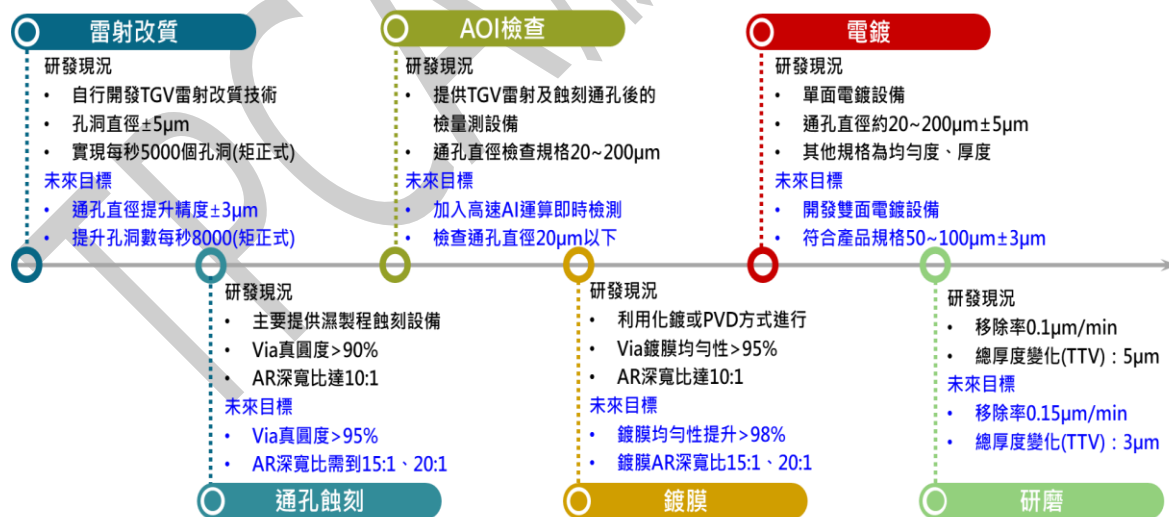 雷射改質
研發現況
• 自行開發TGV雷射改質技術
• 孔洞直徑±5μm
• 實現每秒5000個孔洞(矩正式)
未來目標
• 通孔直徑提升精度±3μm
• 提升孔洞數每秒8000(矩正式)
AOI檢查
研發現況
• 提供TGV雷射及蝕刻通孔後的
• 檢量測設備
• 通孔直徑檢查規格20~200μm
未來目標
• 加入高速AI運算即時檢測
• 檢查通孔直徑20μm以下
電鍍
研發現況
• 單面電鍍設備
• 通孔直徑約20~200μm±5μm
• 其他規格為均勻度、厚度
未來目標
• 開發雙面電鍍設備
• 符合產品規格50~100μm±3μm
研發現況
• 主要提供濕製程蝕刻設備
• Via真圓度>90%
• AR深寬比達10:1
未來目標
• Via真圓度>95%
• AR深寬比需到15:1、20:1
通孔蝕刻
研發現況
• 利用化鍍或PVD方式進行
• Via鍍膜均勻性>95%
• AR深寬比達10:1
未來目標
• 鍍膜均勻性提升>98%
• 鍍膜AR深寬比15:1、20:1
鍍膜
研發現況
• 移除率0.1μm/min
• 總厚度變化(TTV)：5μm
未來目標
• 移除率0.15μm/min
• 總厚度變化(TTV)：3μm
研磨
TPCA